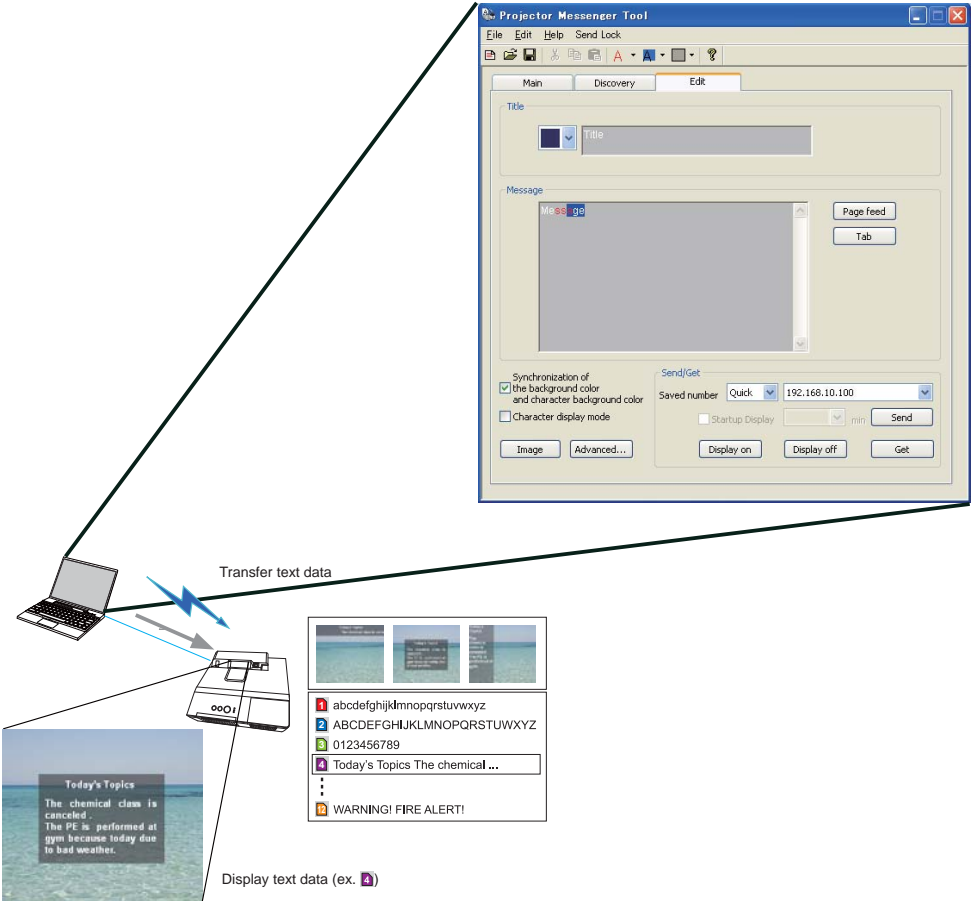 Projector Messenger Tool
File Edit Help Send Lock
A A
Main Discovery Edit
Title
Title
Message
Message
Page feed
Tab
Synchronization of
the background color
and character background color
Character display mode
Image Advanced...
Send/Get
Saved number Quick 192.168.10.100
Startup Display min Send
Display on Display off Get
Transfer text data
1 abcdefghijklmnopqrstuvwxyz
2 ABCDEFGHIJKLMNOPQRSTUWXYZ
3 0123456789
4 Today's Topics The chemical ...
12 WARNING! FIRE ALERT!
Today's Topics
The chemical class is
canceled .
The PE is performed at
gym because today due
to bad weather.
Display text data (ex. 4)